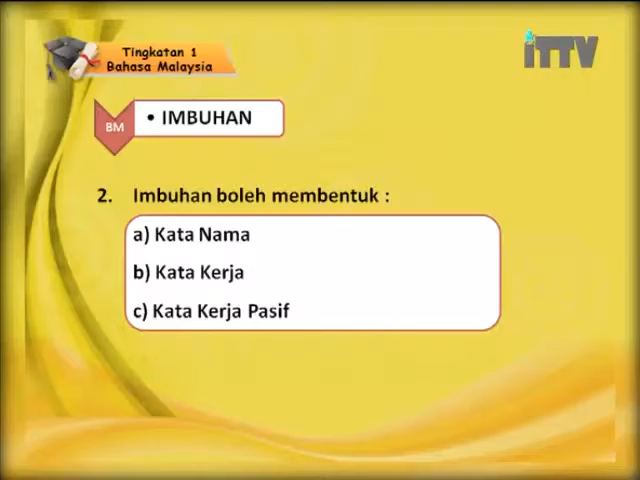 Tingkatan 1
Bahasa Malaysia
iTTV
BM
• IMBUHAN
2. Imbuhan boleh membentuk :
a) Kata Nama
b) Kata Kerja
c) Kata Kerja Pasif